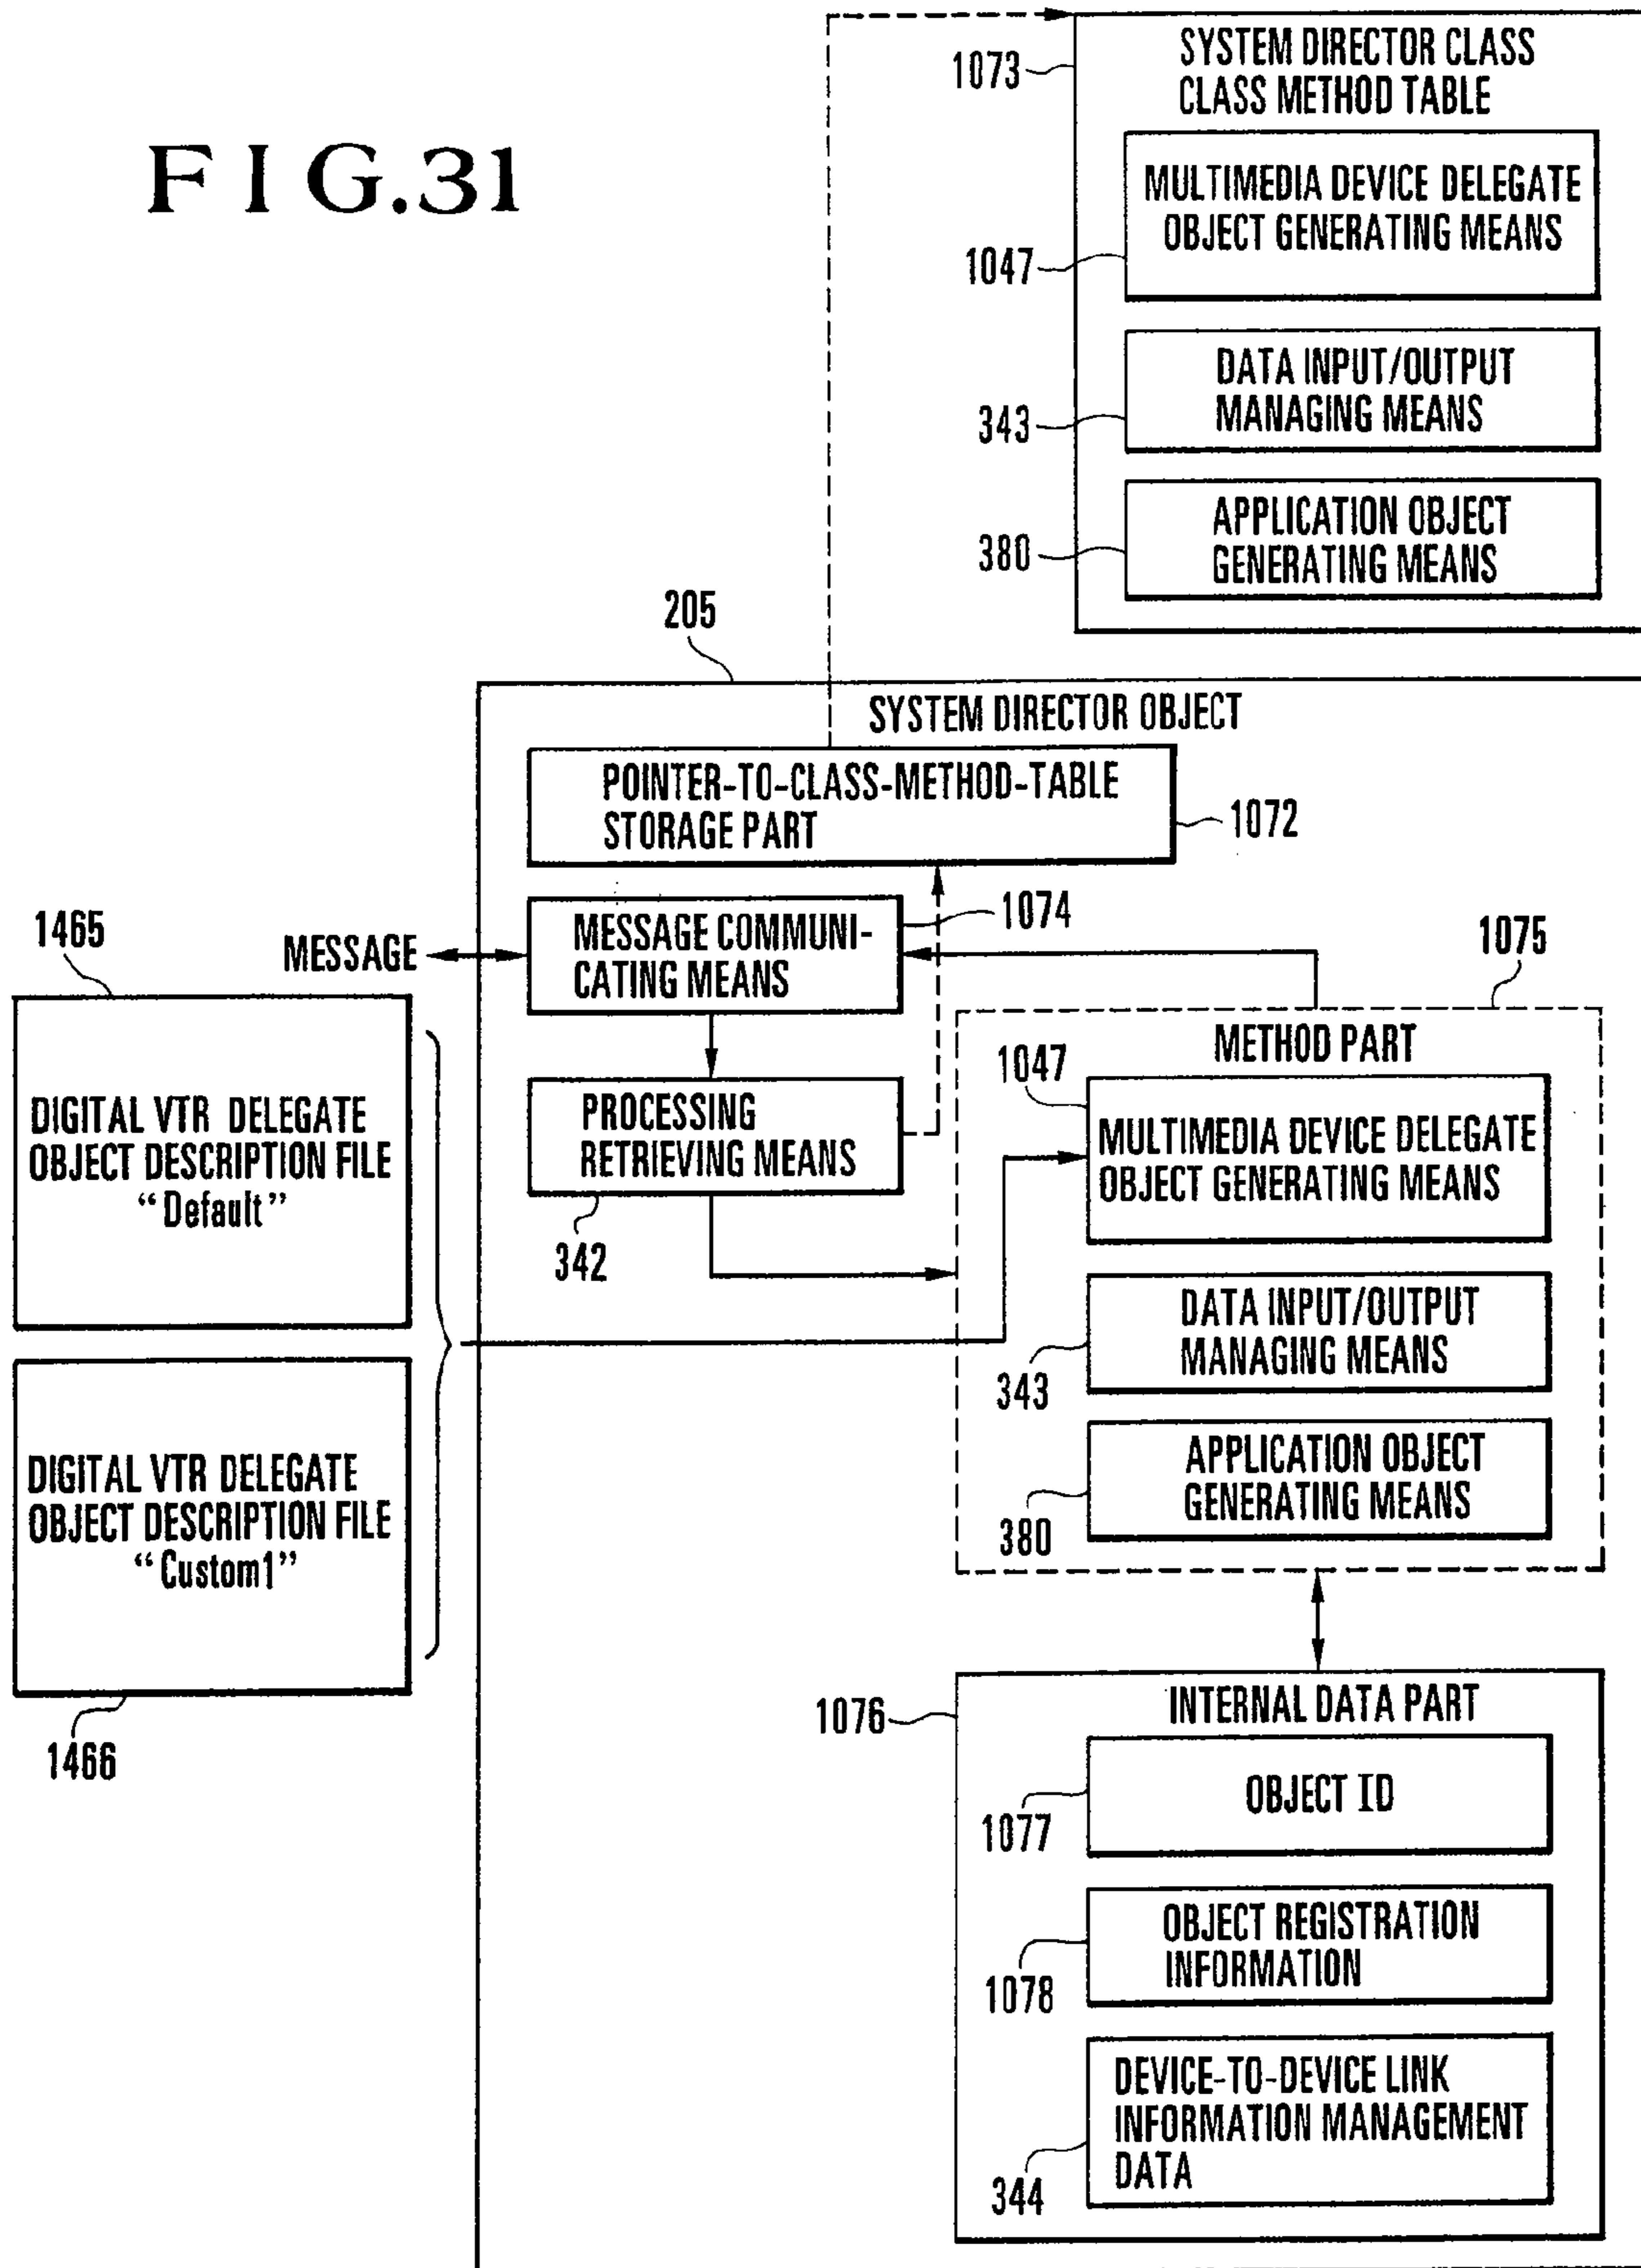 FIG.31
1073
SYSTEM DIRECTOR CLASS
CLASS METHOD TABLE
MULTIMEDIA DEVICE DELEGATE
OBJECT GENERATING MEANS
1047
DATA INPUT/OUTPUT
MANAGING MEANS
343
APPLICATION OBJECT
GENERATING MEANS
380
205
SYSTEM DIRECTOR OBJECT
POINTER-TO-CLASS-METHOD-TABLE
STORAGE PART
1072
MESSAGE
MESSAGE COMMUNI-
CATING MEANS
1074
PROCESSING
RETRIEVING MEANS
342
1465
DIGITAL VTR DELEGATE
OBJECT DESCRIPTION FILE
“Default”
DIGITAL VTR DELEGATE
OBJECT DESCRIPTION FILE
“Custom1”
1466
1075
METHOD PART
1047
MULTIMEDIA DEVICE DELEGATE
OBJECT GENERATING MEANS
DATA INPUT/OUTPUT
MANAGING MEANS
343
APPLICATION OBJECT
GENERATING MEANS
380
1076
INTERNAL DATA PART
OBJECT ID
1077
OBJECT REGISTRATION
INFORMATION
1078
DEVICE-TO-DEVICE LINK
INFORMATION MANAGEMENT
DATA
344